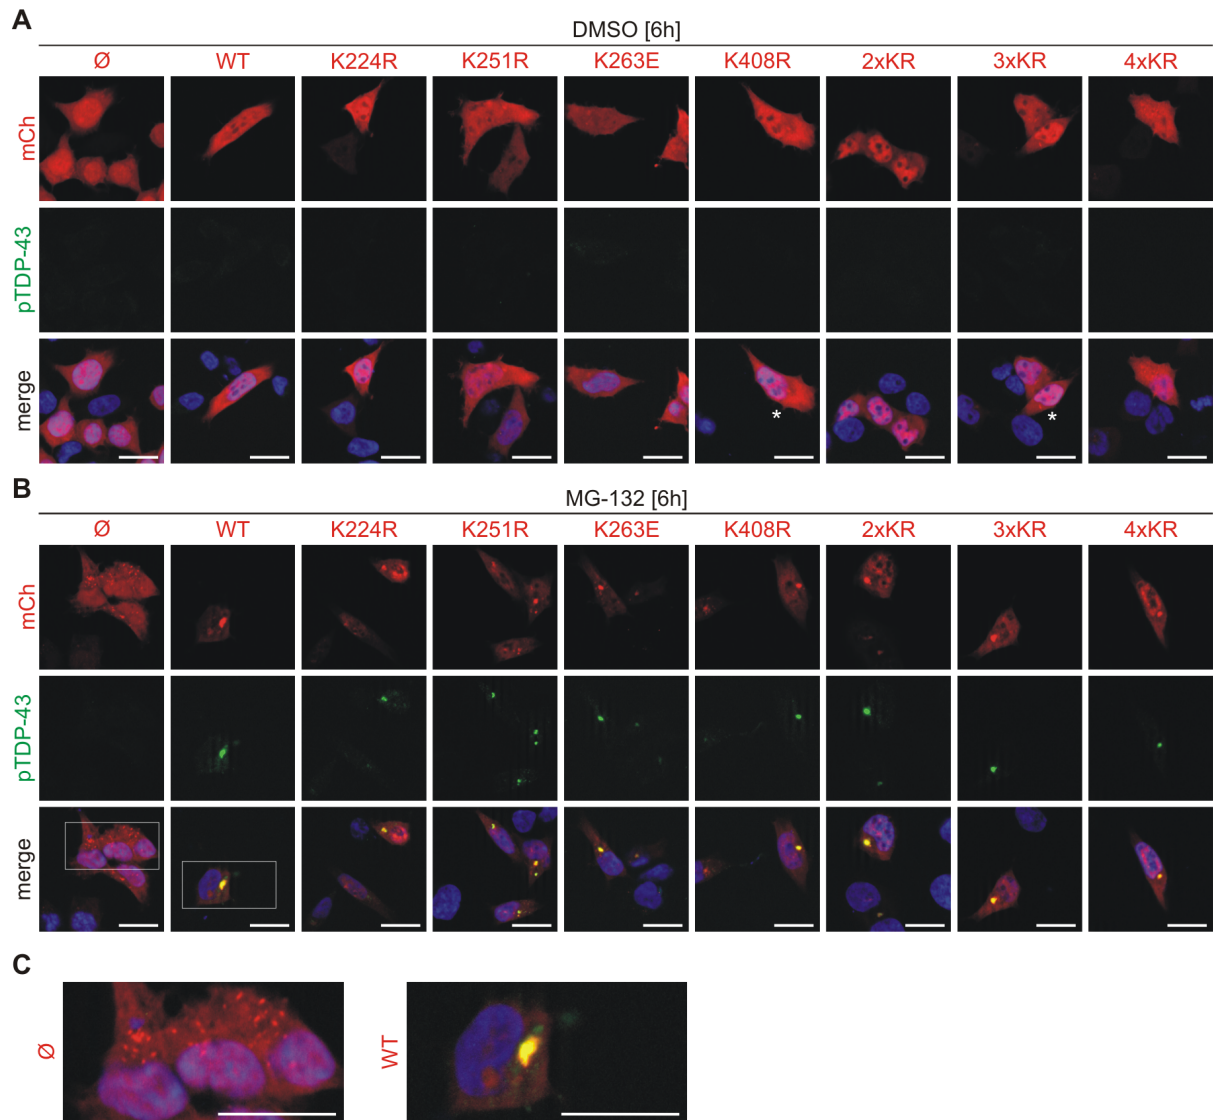 A
DMSO [6h]
Ø WT K224R K251R K263E K408R 2xKR 3xKR 4xKR
mCh
pTDP-43
merge
* *
B
MG-132 [6h]
Ø WT K224R K251R K263E K408R 2xKR 3xKR 4xKR
mCh
pTDP-43
merge
C
Ø WT